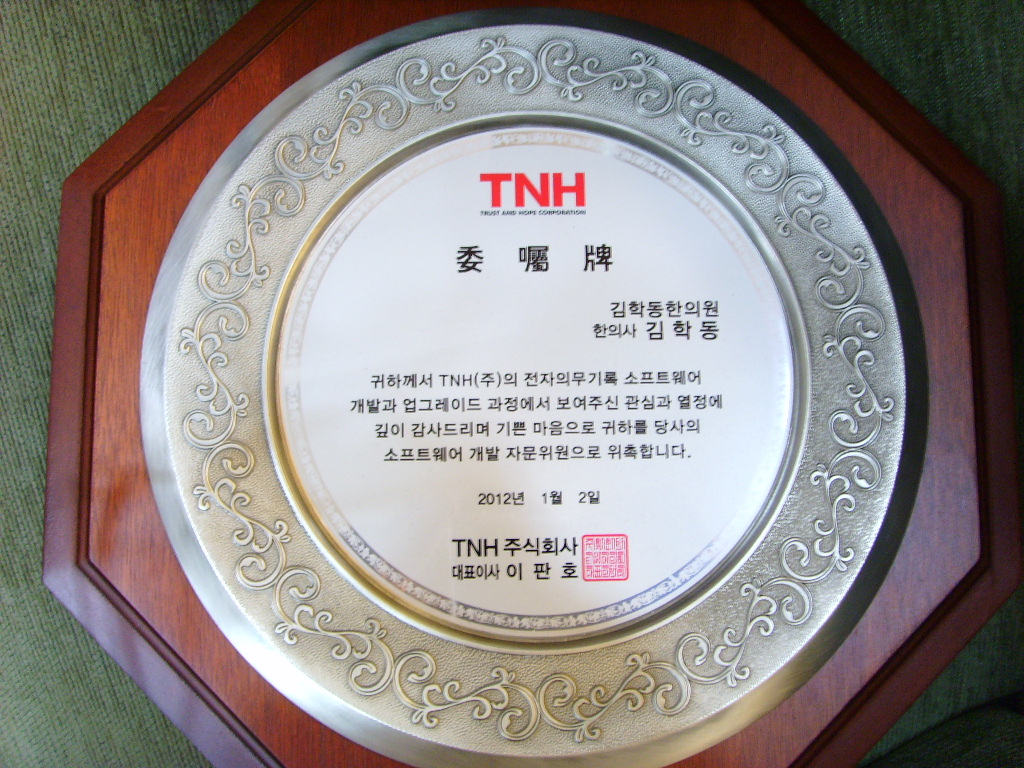 TNH
TRUST AND HOPE CORPORATION
委 囑 牌
김학동한의원
한의사 김 학 동
귀하께서 TNH(주)의 전자의무기록 소프트웨어
개발과 업그레이드 과정에서 보여주신 관심과 열정에
깊이 감사드리며 기쁜 마음으로 귀하를 당사의
소프트웨어 개발 자문위원으로 위촉합니다.
2012년 1월 2일
TNH 주식회사
대표이사 이 판 호